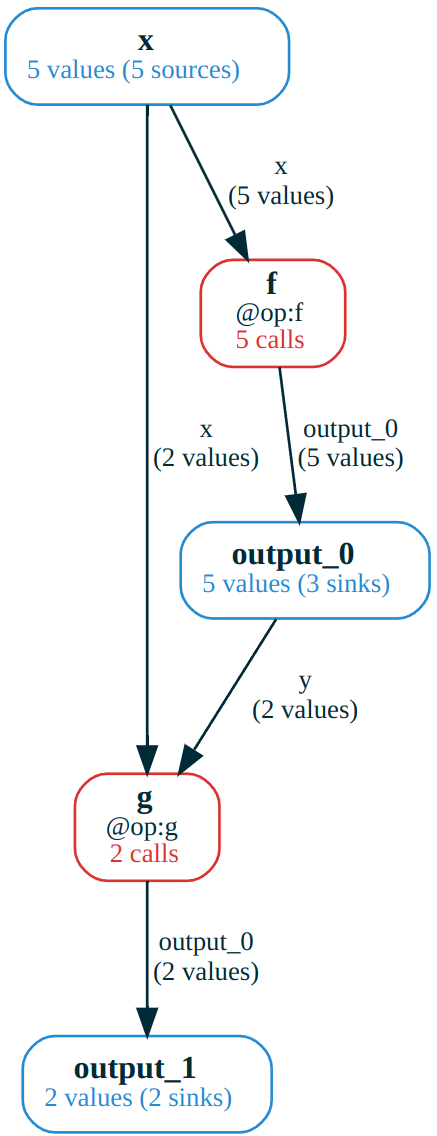 x
5 values (5 sources)
x
(5 values)
f
@op:f
5 calls
x
(2 values)
output_0
(5 values)
output_0
5 values (3 sinks)
y
(2 values)
g
@op:g
2 calls
output_0
(2 values)
output_1
2 values (2 sinks)